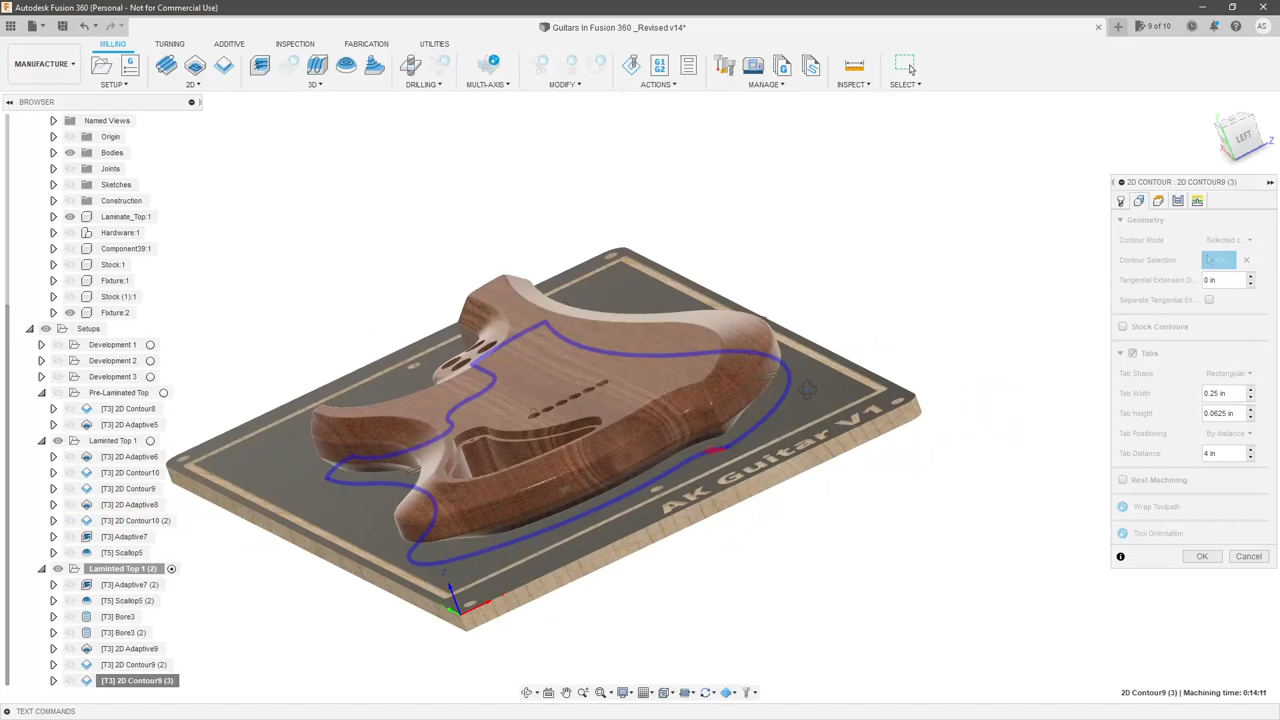 Autodesk Fusion 360 (Personal - Not for Commercial Use)
Guitars In Fusion 360 _Revised v14*
9 of 10
AS
MANUFACTURE
MILLING
TURNING
ADDITIVE
INSPECTION
FABRICATION
UTILITIES
SETUP
2D
3D
DRILLING
MULTI-AXIS
MODIFY
ACTIONS
MANAGE
INSPECT
SELECT
G1
G2
BROWSER
Named Views
Origin
Bodies
Joints
Sketches
Construction
Laminate_Top:1
Hardware:1
Component39:1
Stock:1
Fixture:1
Stock (1):1
Fixture:2
Setups
Development 1
Development 2
Development 3
Pre-Laminated Top
[T3] 2D Contour8
[T3] 2D Adaptive5
Laminted Top 1
[T3] 2D Adaptive6
[T3] 2D Contour10
[T3] 2D Contour9
[T3] 2D Adaptive8
[T3] 2D Contour10 (2)
[T3] Adaptive7
[T5] Scallop5
Laminted Top 1 (2)
[T3] Adaptive7 (2)
[T5] Scallop5 (2)
[T3] Bore3
[T3] Bore3 (2)
[T3] 2D Adaptive9
[T3] 2D Contour9 (2)
[T3] 2D Contour9 (3)
AK Guitar V1
Z
LEFT
Z
2D CONTOUR : 2D CONTOUR9 (3)
Geometry
Contour Mode Selected c...
Contour Selection
Tangential Extension D... 0 in
Separate Tangential Ex...
Stock Contours
Tabs
Tab Shape Rectangular
Tab Width 0.25 in
Tab Height 0.0625 in
Tab Positioning By distance
Tab Distance 4 in
Rest Machining
Wrap Toolpath
Tool Orientation
OK Cancel
2D Contour9 (3) | Machining time: 0:14:11
TEXT COMMANDS